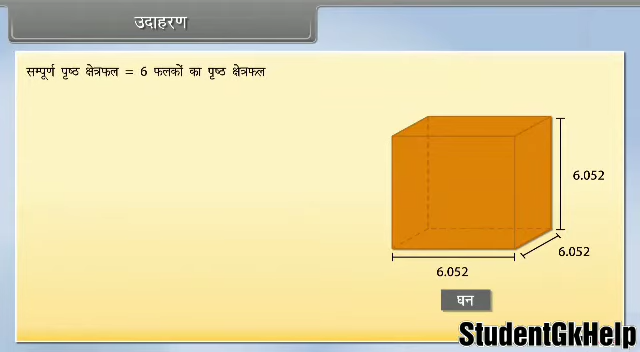 उदाहरण
सम्पूर्ण पृष्ठ क्षेत्रफल = 6 फलकों का पृष्ठ क्षेत्रफल
6.052
6.052
6.052
घन
StudentGkHelp